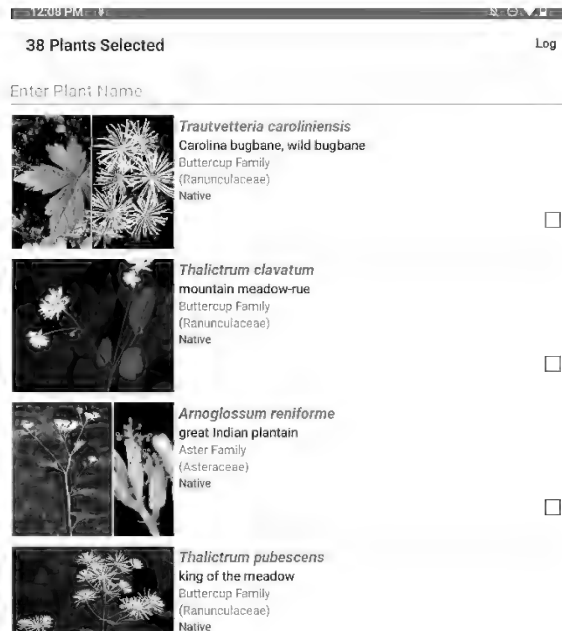 12:08 PM
38 Plants Selected
Log
Enter Plant Name
Trautvetteria caroliniensis
Carolina bugbane, wild bugbane
Buttercup Family
(Ranunculaceae)
Native
Thalictrum clavatum
mountain meadow-rue
Buttercup Family
(Ranunculaceae)
Native
Arnoglossum reniforme
great Indian plantain
Aster Family
(Asteraceae)
Native
Thalictrum pubescens
king of the meadow
Buttercup Family
(Ranunculaceae)
Native